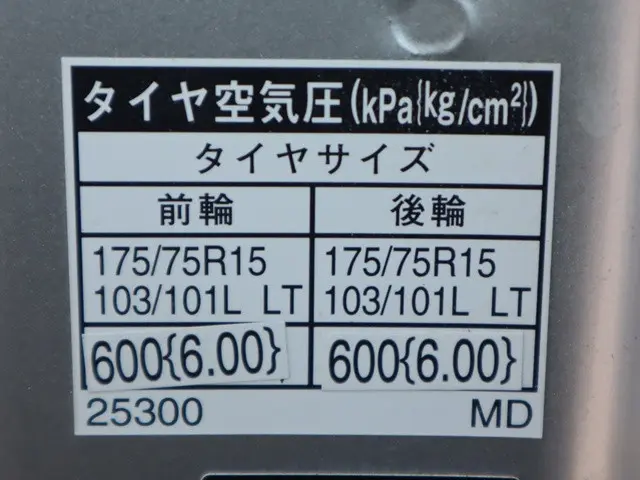 タイヤ空気圧(kPa{kg/cm²})
タイヤサイズ
前輪 後輪
175/75R15 175/75R15
103/101L LT 103/101L LT
600{6.00} 600{6.00}
25300 MD